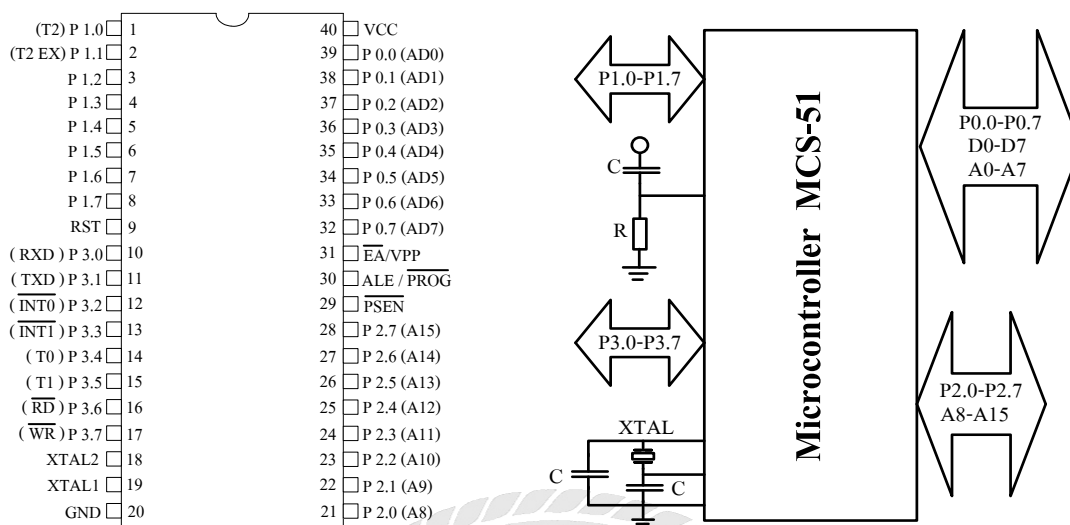 (T2) P 1.0 1 40 VCC
(T2 EX) P 1.1 2 39 P 0.0 (AD0)
P 1.2 3 38 P 0.1 (AD1)
P 1.3 4 37 P 0.2 (AD2)
P 1.4 5 36 P 0.3 (AD3)
P 1.5 6 35 P 0.4 (AD4)
P 1.6 7 34 P 0.5 (AD5)
P 1.7 8 33 P 0.6 (AD6)
RST 9 32 P 0.7 (AD7)
( RXD ) P 3.0 10 31 E̅A̅/VPP
( TXD ) P 3.1 11 30 ALE / P̅R̅O̅G̅
( I̅N̅T̅0̅ ) P 3.2 12 29 P̅S̅E̅N̅
( I̅N̅T̅1̅ ) P 3.3 13 28 P 2.7 (A15)
( T0 ) P 3.4 14 27 P 2.6 (A14)
( T1 ) P 3.5 15 26 P 2.5 (A13)
( R̅D̅ ) P 3.6 16 25 P 2.4 (A12)
( W̅R̅ ) P 3.7 17 24 P 2.3 (A11)
XTAL2 18 23 P 2.2 (A10)
XTAL1 19 22 P 2.1 (A9)
GND 20 21 P 2.0 (A8)
P1.0-P1.7
C
R
P3.0-P3.7
XTAL
C
C
Microcontroller MCS-51
P0.0-P0.7
D0-D7
A0-A7
P2.0-P2.7
A8-A15